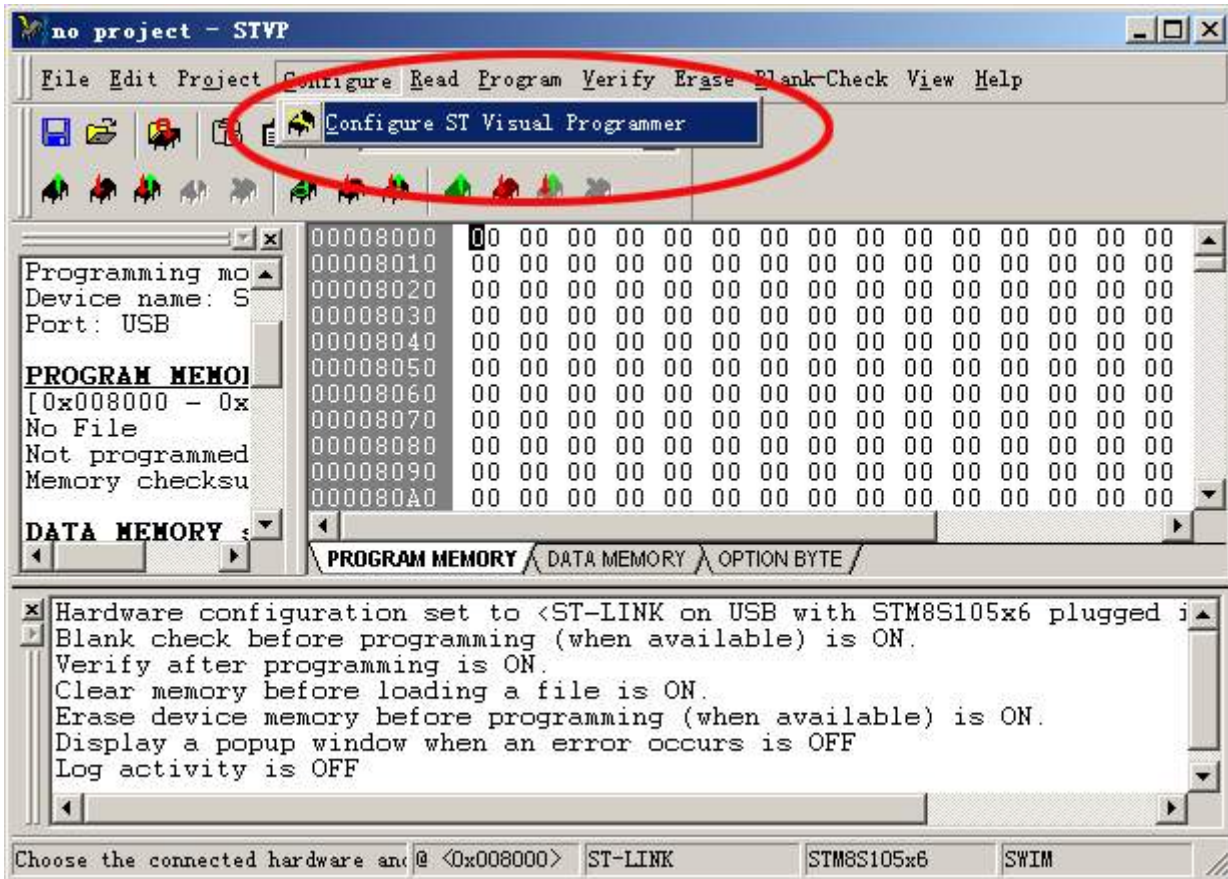 no project - STVP
File Edit Project Configure Read Program Verify Erase Blank-Check View Help
Configure ST Visual Programmer
Programming mo
Device name: S
Port: USB
PROGRAM MEMO
[0x008000 - 0x
No File
Not programmed
Memory checksu
DATA MEMORY s
00008000 00 00 00 00 00 00 00 00 00 00 00 00 00 00 00
00008010 00 00 00 00 00 00 00 00 00 00 00 00 00 00 00
00008020 00 00 00 00 00 00 00 00 00 00 00 00 00 00 00
00008030 00 00 00 00 00 00 00 00 00 00 00 00 00 00 00
00008040 00 00 00 00 00 00 00 00 00 00 00 00 00 00 00
00008050 00 00 00 00 00 00 00 00 00 00 00 00 00 00 00
00008060 00 00 00 00 00 00 00 00 00 00 00 00 00 00 00
00008070 00 00 00 00 00 00 00 00 00 00 00 00 00 00 00
00008080 00 00 00 00 00 00 00 00 00 00 00 00 00 00 00
00008090 00 00 00 00 00 00 00 00 00 00 00 00 00 00 00
000080A0 00 00 00 00 00 00 00 00 00 00 00 00 00 00 00
PROGRAM MEMORY DATA MEMORY OPTION BYTE
Hardware configuration set to <ST-LINK on USB with STM8S105x6 plugged i
Blank check before programming (when available) is ON.
Verify after programming is ON.
Clear memory before loading a file is ON.
Erase device memory before programming (when available) is ON.
Display a popup window when an error occurs is OFF
Log activity is OFF
Choose the connected hardware and @ <0x008000> ST-LINK STM8S105x6 SWIM